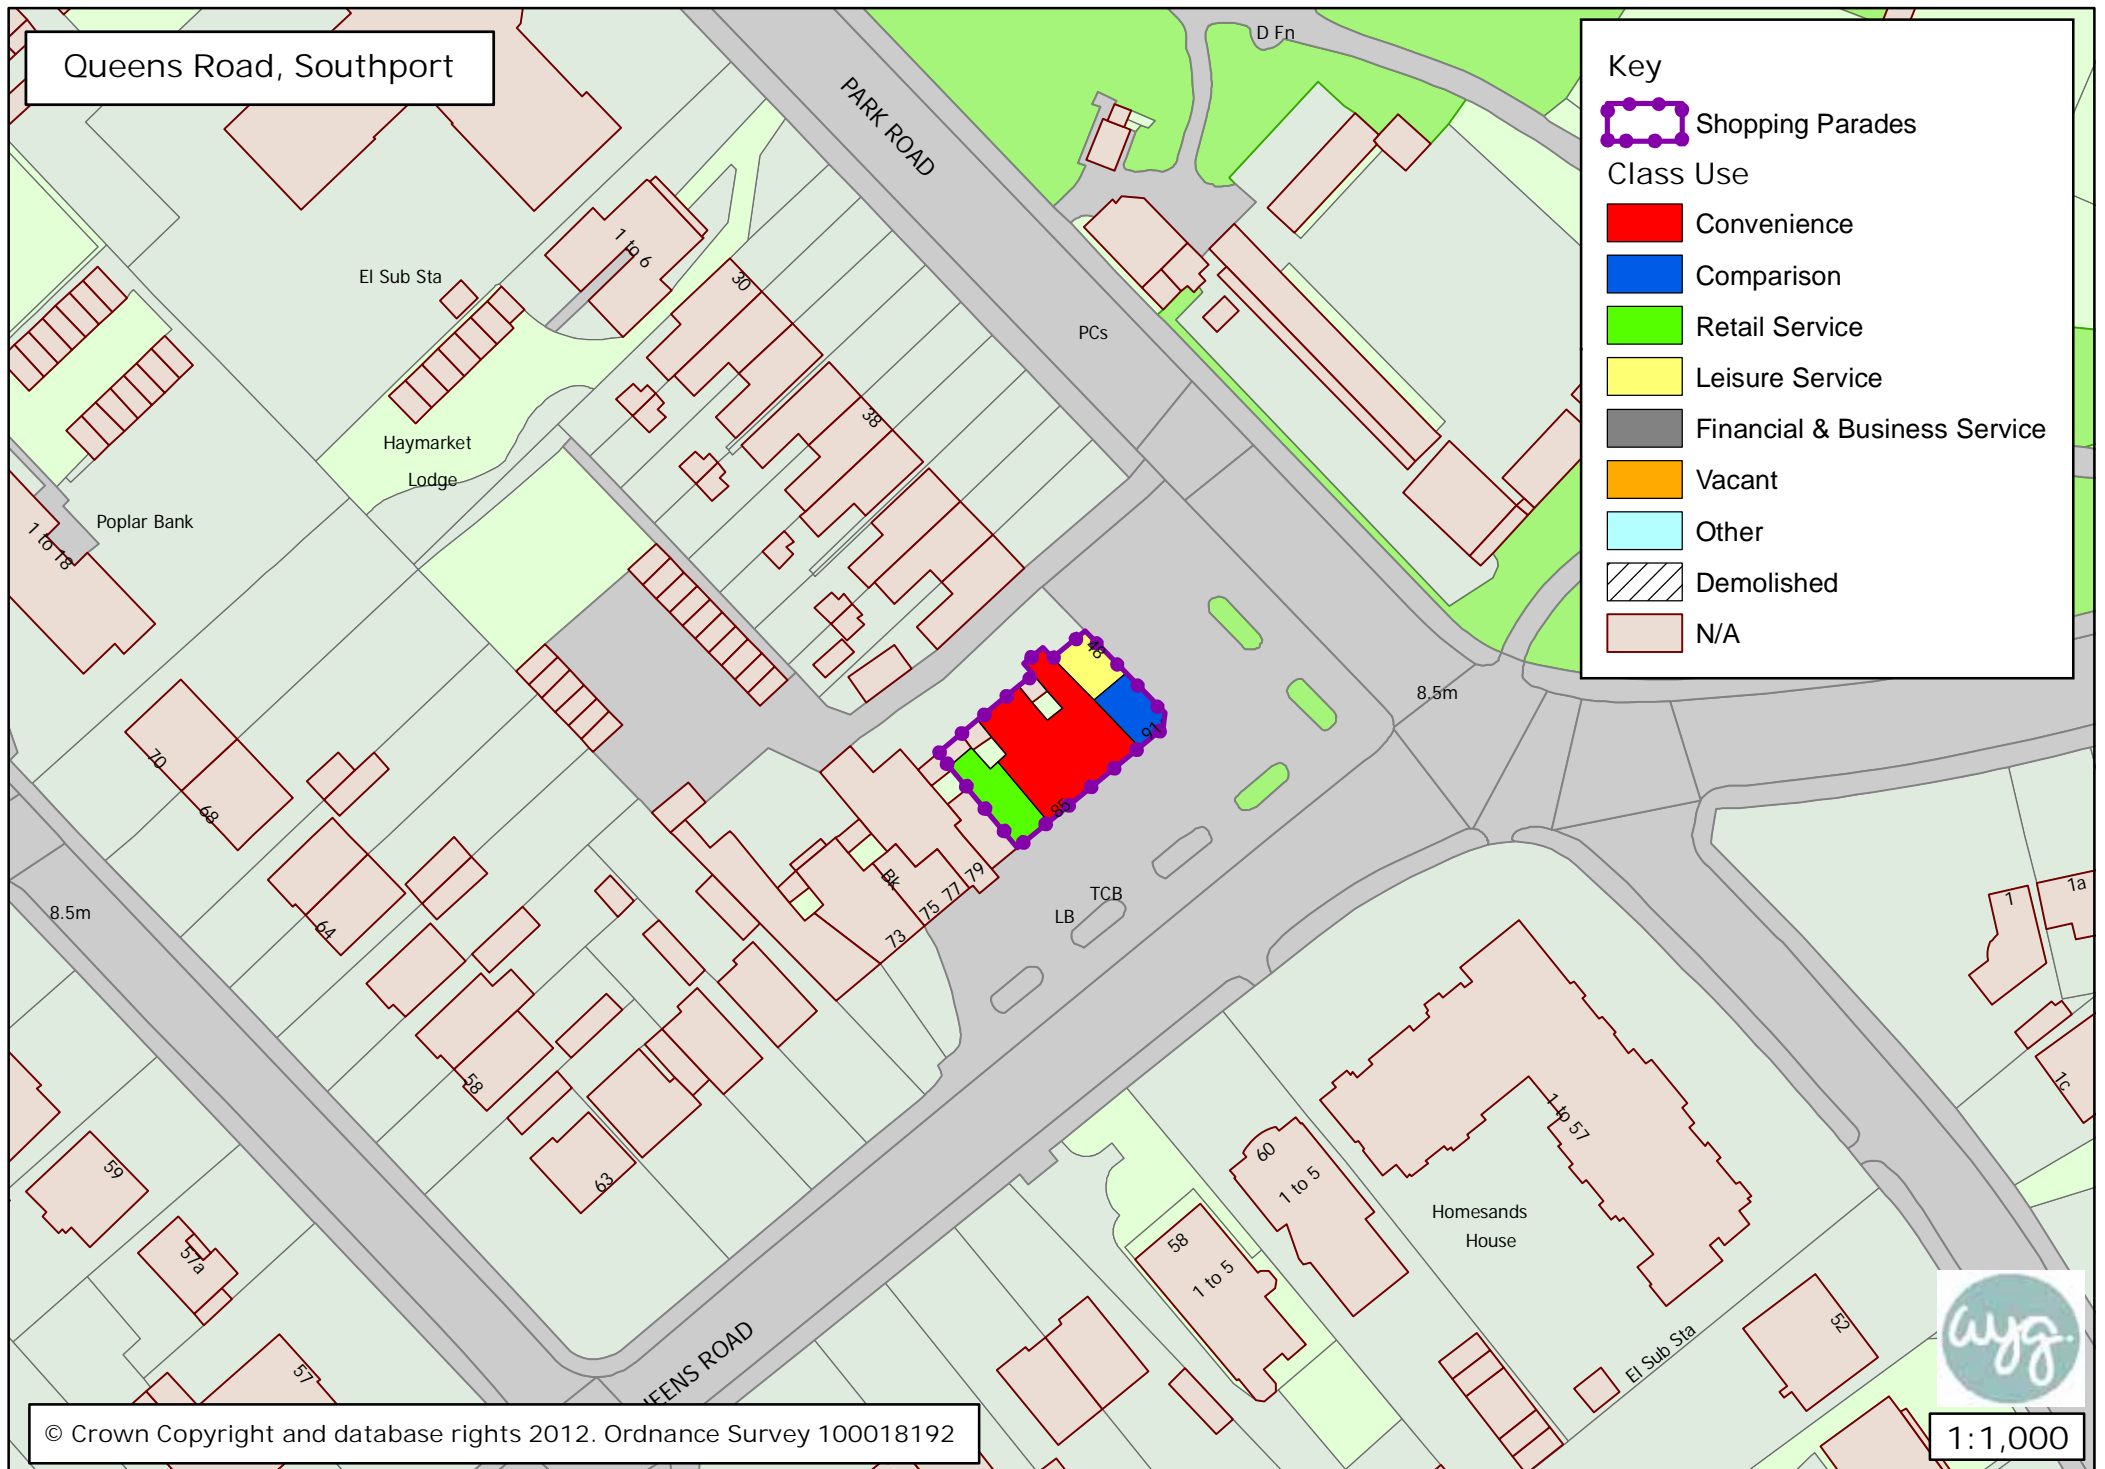 Queens Road, Southport
Key
Shopping Parades
Class Use
Convenience
Comparison
Retail Service
Leisure Service
Financial & Business Service
Vacant
Other
Demolished
N/A
D Fn
PARK ROAD
1 to 6
El Sub Sta
30
PCs
38
Haymarket
Lodge
Poplar Bank
1 to 18
48
8.5m
91
85
70
68
Bk
79
77
75
73
TCB
LB
8.5m
64
58
63
59
57a
57
1
1a
1c
1 to 57
60
1 to 5
Homesands
House
58
1 to 5
El Sub Sta
52
EENS ROAD
ayg.
© Crown Copyright and database rights 2012. Ordnance Survey 100018192
1:1,000